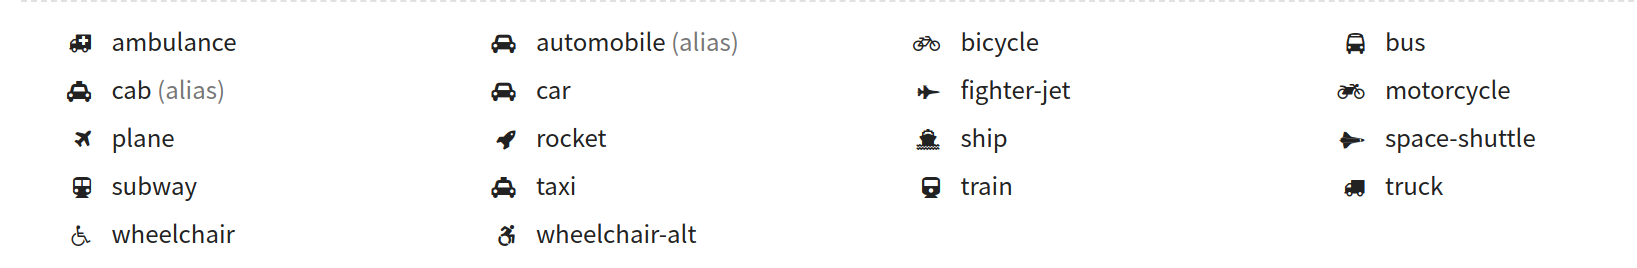 ambulance automobile (alias) bicycle bus
cab (alias) car fighter-jet motorcycle
plane rocket ship space-shuttle
subway taxi train truck
wheelchair wheelchair-alt